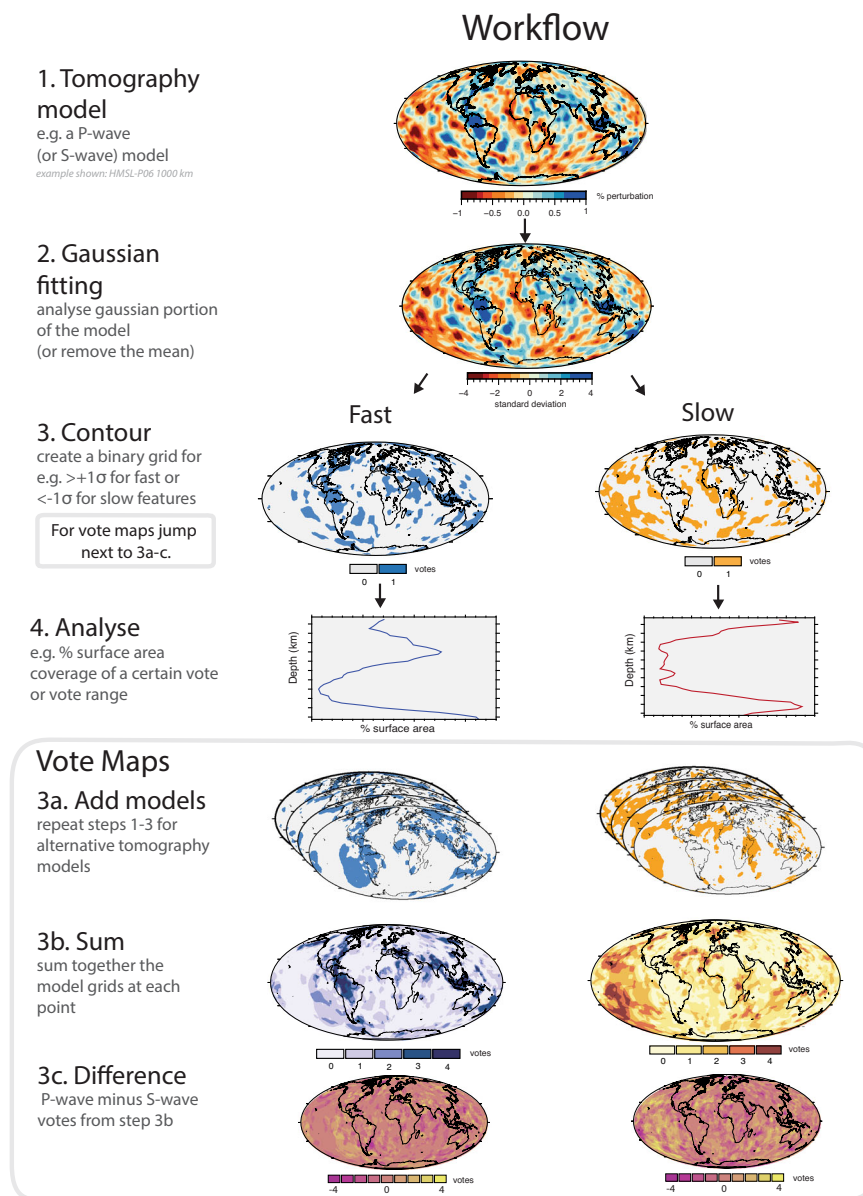 Workflow
1. Tomography
model
e.g. a P-wave
(or S-wave) model
example shown: HMSL-P06 1000 km
% perturbation
-1 -0.5 0.0 0.5 1
2. Gaussian
fitting
analyse gaussian portion
of the model
(or remove the mean)
-4 -2 0 2 4
standard deviation
Fast
Slow
3. Contour
create a binary grid for
e.g. >+1σ for fast or
<-1σ for slow features
For vote maps jump
next to 3a-c.
votes
0 1
votes
0 1
4. Analyse
e.g. % surface area
coverage of a certain vote
or vote range
Depth (km)
% surface area
Depth (km)
% surface area
Vote Maps
3a. Add models
repeat steps 1-3 for
alternative tomography
models
3b. Sum
sum together the
model grids at each
point
votes
0 1 2 3 4
votes
0 1 2 3 4
3c. Difference
P-wave minus S-wave
votes from step 3b
votes
-4 0 4
votes
-4 0 4